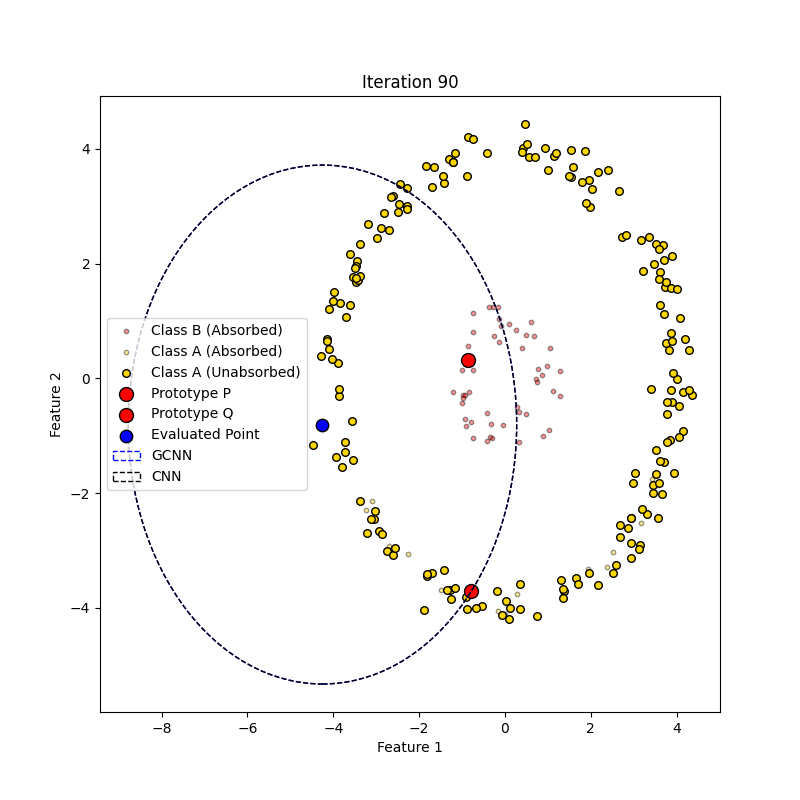 Iteration 90
Feature 2
4
2
0
−2
−4
Class B (Absorbed)
Class A (Absorbed)
Class A (Unabsorbed)
Prototype P
Prototype Q
Evaluated Point
GCNN
CNN
−8 −6 −4 −2 0 2 4
Feature 1